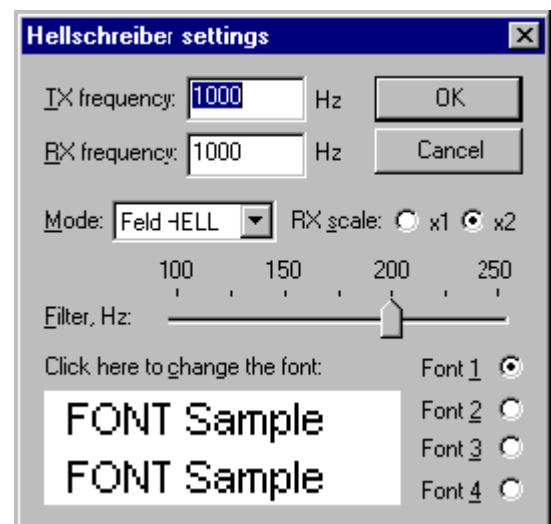 Hellschreiber settings
TX frequency: 1000 Hz OK
RX frequency: 1000 Hz Cancel
Mode: Feld HELL RX scale: x1 x2
100 150 200 250
Filter, Hz:
Click here to change the font: Font 1
FONT Sample Font 2
Font 3
FONT Sample Font 4